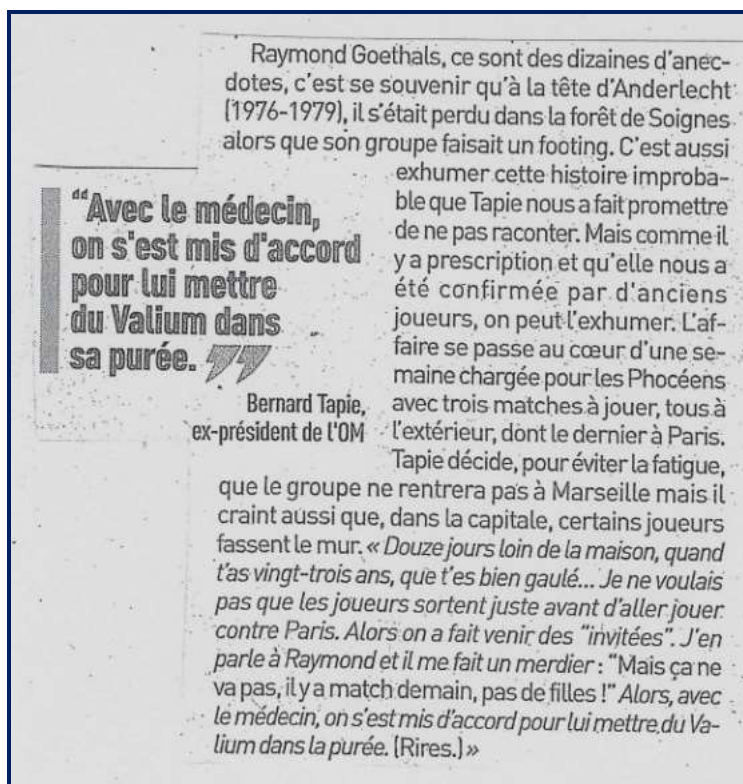 Raymond Goethals, ce sont des dizaines d'anec-
dotes, c'est se souvenir qu'à la tête d'Anderlecht
(1976-1979), il s'était perdu dans la forêt de Soignes
alors que son groupe faisait un footing. C'est aussi
exhumer cette histoire improba-
ble que Tapie nous a fait promettre
de ne pas raconter. Mais comme il
y a prescription et qu'elle nous a
été confirmée par d'anciens
joueurs, on peut l'exhumer. L'af-
faire se passe au cœur d'une se-
maine chargée pour les Phocéens
avec trois matches à jouer, tous à
l'extérieur, dont le dernier à Paris.
Tapie décide, pour éviter la fatigue,
que le groupe ne rentrera pas à Marseille mais il
craint aussi que, dans la capitale, certains joueurs
fassent le mur. « Douze jours loin de la maison, quand
t'as vingt-trois ans, que t'es bien gaulé... Je ne voulais
pas que les joueurs sortent juste avant d'aller jouer
contre Paris. Alors on a fait venir des "invitées". J'en
parle à Raymond et il me fait un merdier : "Mais ça ne
va pas, il y a match demain, pas de filles !" Alors, avec
le médecin, on s'est mis d'accord pour lui mettre du Va-
lium dans la purée. (Rires.) »
"Avec le médecin,
on s'est mis d'accord
pour lui mettre
du Valium dans
sa purée. "
Bernard Tapie,
ex-président de l'OM